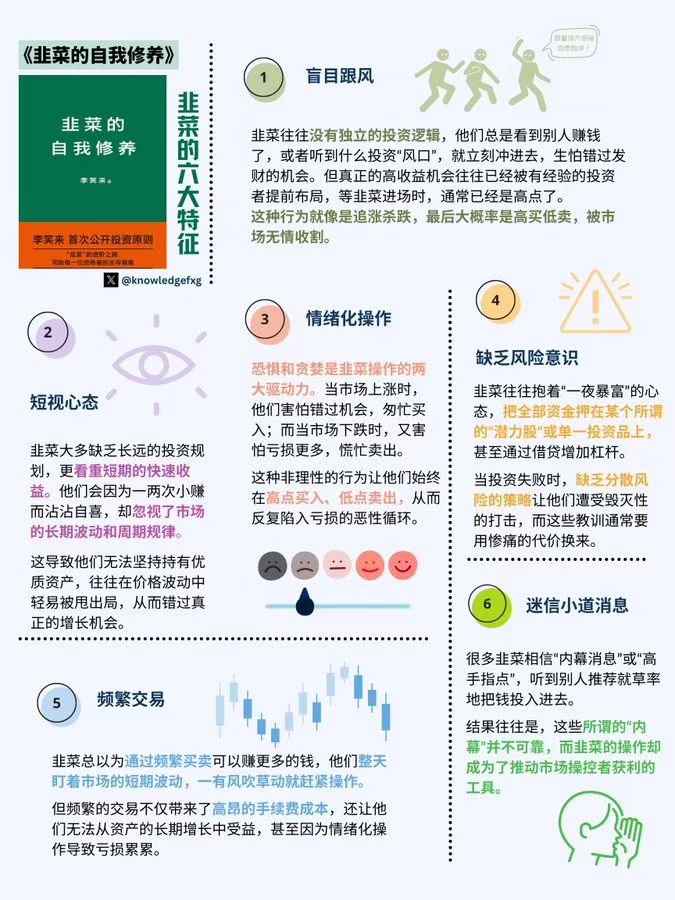 《韭菜的自我修养》
韭菜的
自我修养
李笑来。
李笑来 首次公开投资原则
“韭菜”的进阶之路
写给每一位进场者的生存指南
韭菜的六大特征
X @knowledgefxg
1
盲目跟风
跟着徐六领袖
的思路冲！
韭菜往往没有独立的投资逻辑，他们总是看到别人赚钱
了，或者听到什么投资“风口”，就立刻冲进去，生怕错过发
财的机会。但真正的高收益机会往往已经被有经验的投资
者提前布局，等韭菜进场时，通常已经是高点了。
这种行为就像是追涨杀跌，最后大概率是高买低卖，被市
场无情收割。
2
短视心态
韭菜大多缺乏长远的投资规
划，更看重短期的快速收
益。他们会因为一两次小赚
而沾沾自喜，却忽视了市场
的长期波动和周期规律。
这导致他们无法坚持持有优
质资产，往往在价格波动中
轻易被甩出局，从而错过真
正的增长机会。
3
情绪化操作
恐惧和贪婪是韭菜操作的两
大驱动力。当市场上涨时，
他们害怕错过机会，匆忙买
入；而当市场下跌时，又害
怕亏损更多，慌忙卖出。
这种非理性的行为让他们始终
在高点买入、低点卖出，从而
反复陷入亏损的恶性循环。
4
缺乏风险意识
韭菜往往抱着“一夜暴富”的心
态，把全部资金押在某个所谓
的“潜力股”或单一投资品上，
甚至通过借贷增加杠杆。
当投资失败时，缺乏分散风
险的策略让他们遭受毁灭性
的打击，而这些教训通常要
用惨痛的代价换来。
5
频繁交易
韭菜总以为通过频繁买卖可以赚更多的钱，他们整天
盯着市场的短期波动，一有风吹草动就赶紧操作。
但频繁的交易不仅带来了高昂的手续费成本，还让他
们无法从资产的长期增长中受益，甚至因为情绪化操
作导致亏损累累。
6
迷信小道消息
很多韭菜相信“内幕消息”或“高
手指点”，听到别人推荐就草率
地把钱投入进去。
结果往往是，这些所谓的“内
幕”并不可靠，而韭菜的操作却
成为了推动市场操控者获利的
工具。